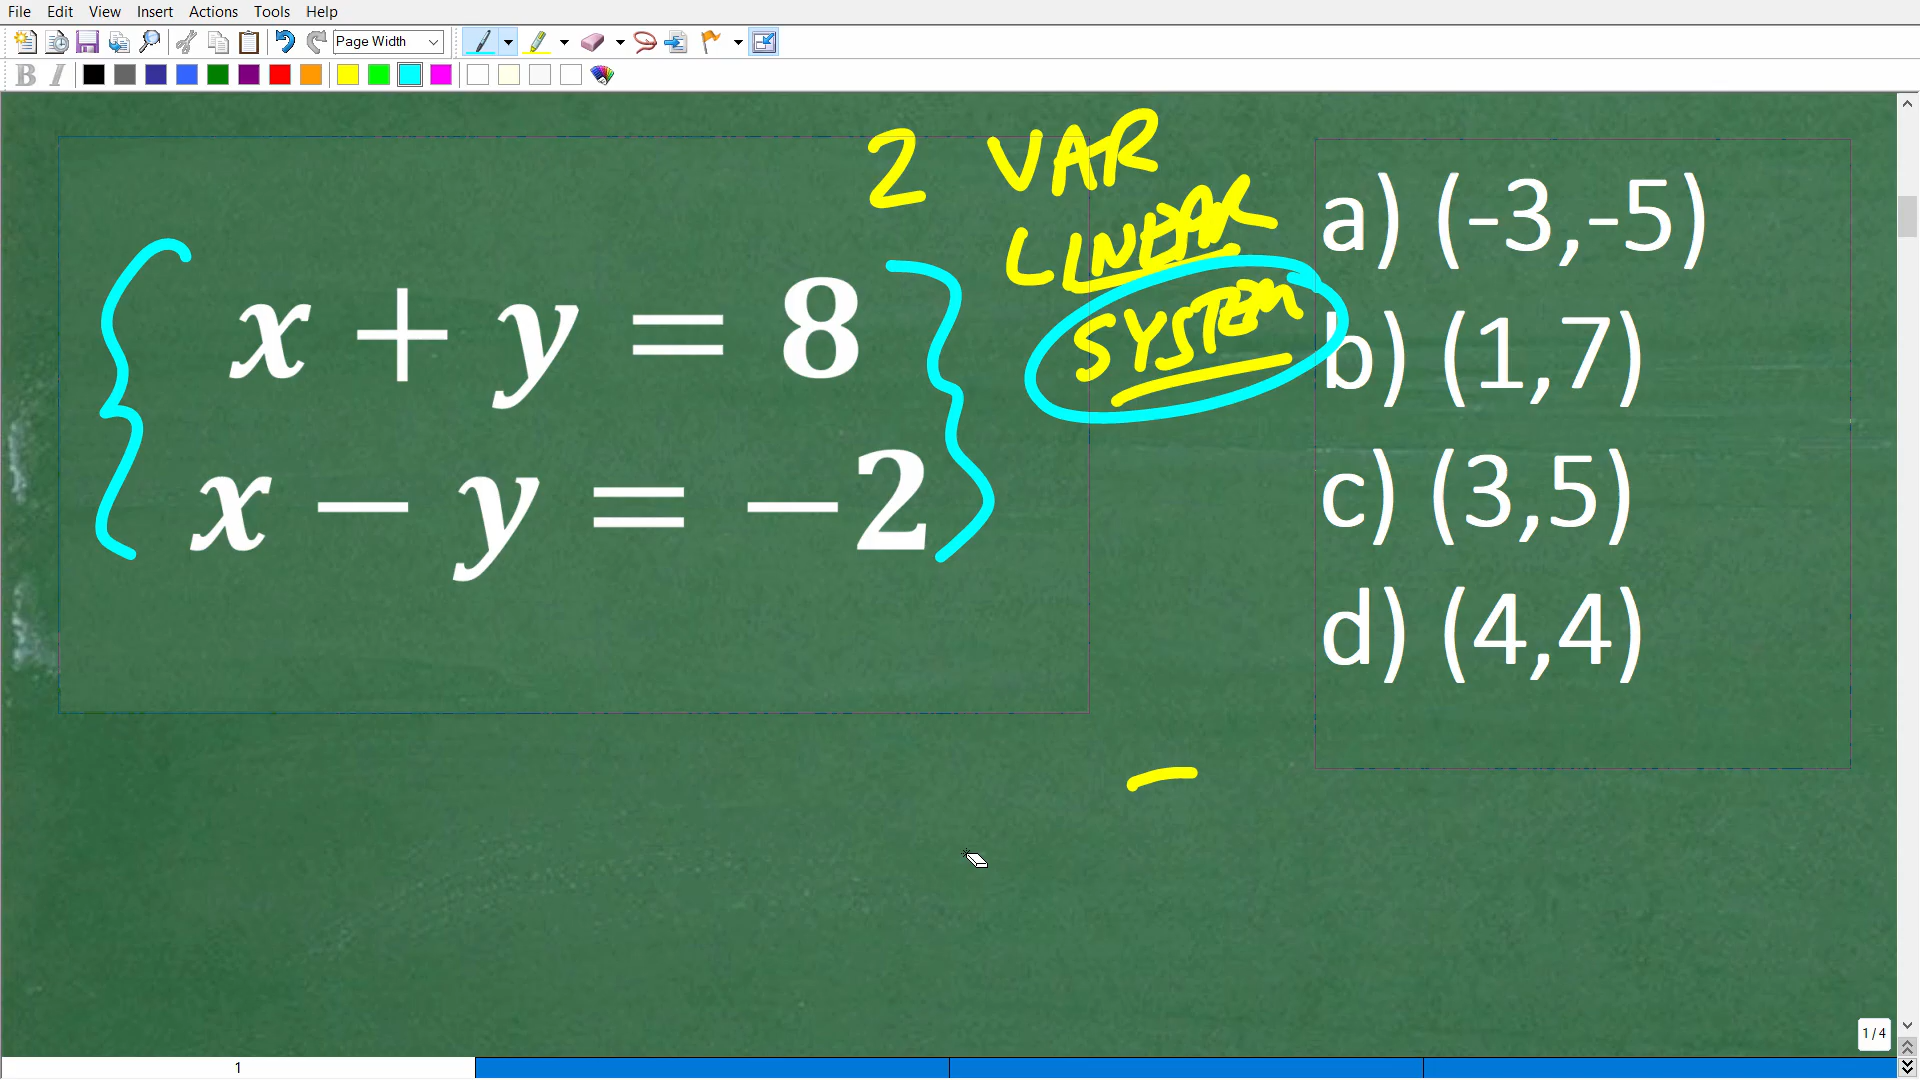 File Edit View Insert Actions Tools Help
Page Width
B I
2 VAR
LINEAR
SYSTEM
x + y = 8
x − y = −2
a) (-3,-5)
b) (1,7)
c) (3,5)
d) (4,4)
1 / 4
1